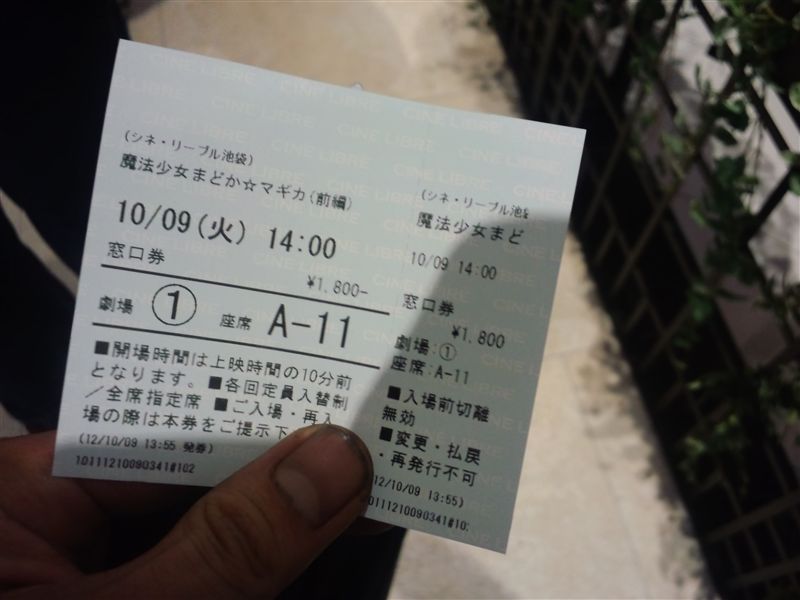 (シネ・リーブル池袋)
魔法少女まどか☆マギカ(前編)
10/09(火) 14:00
窓口券
¥1,800-
劇場 ① 座席 A-11
■開場時間は上映時間の10分前
となります。■各回定員入替制
/全席指定席 ■ご入場・再入
場の際は本券をご提示下
(12/10/09 13:55 発券)
10111210090341#102
(シネ・リーブル池袋
魔法少女まど
10/09 14:00
窓口券
¥1,800
劇場:①
座席:A-11
■入場前切離
無効
■変更・払戻
・再発行不可
12/10/09 13:55)
10111210090341#10
CINE LIBRE